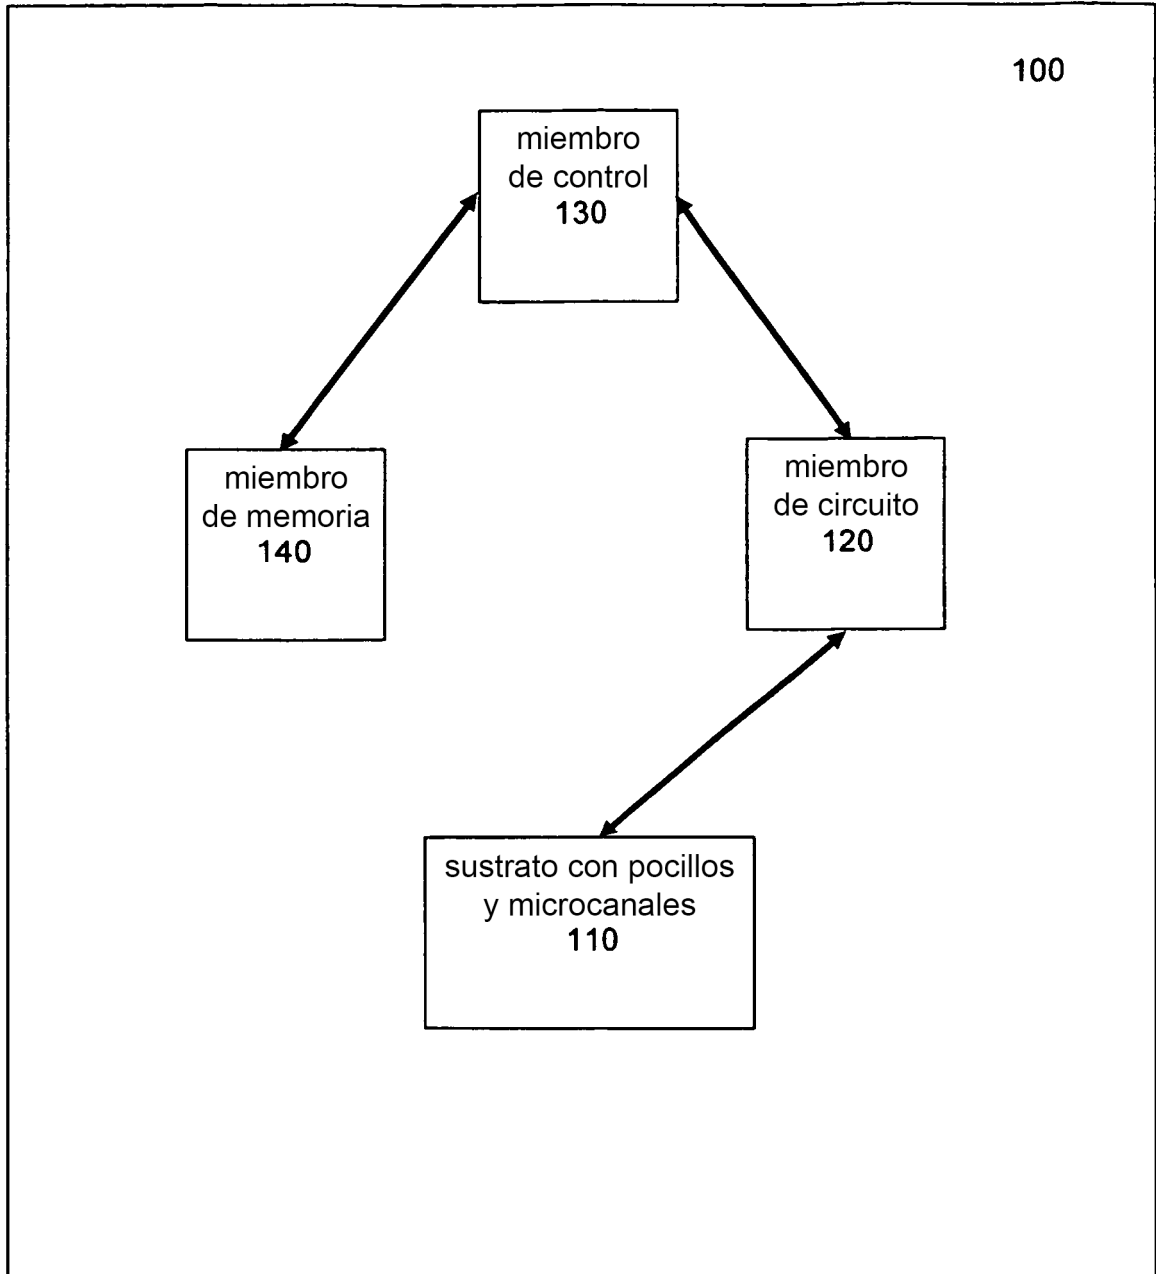 100
miembro
de control
130
miembro
de memoria
140
miembro
de circuito
120
sustrato con pocillos
y microcanales
110